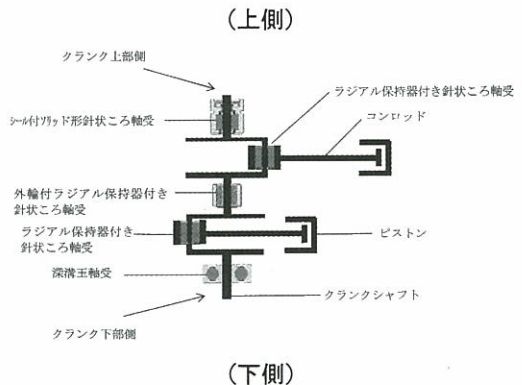 (上側)
クランク上部側
ラジアル保持器付き針状ころ軸受
シール付ソリッド形針状ころ軸受
コンロッド
外輪付ラジアル保持器付き
針状ころ軸受
ラジアル保持器付き
針状ころ軸受
ピストン
深溝玉軸受
クランクシャフト
クランク下部側
(下側)